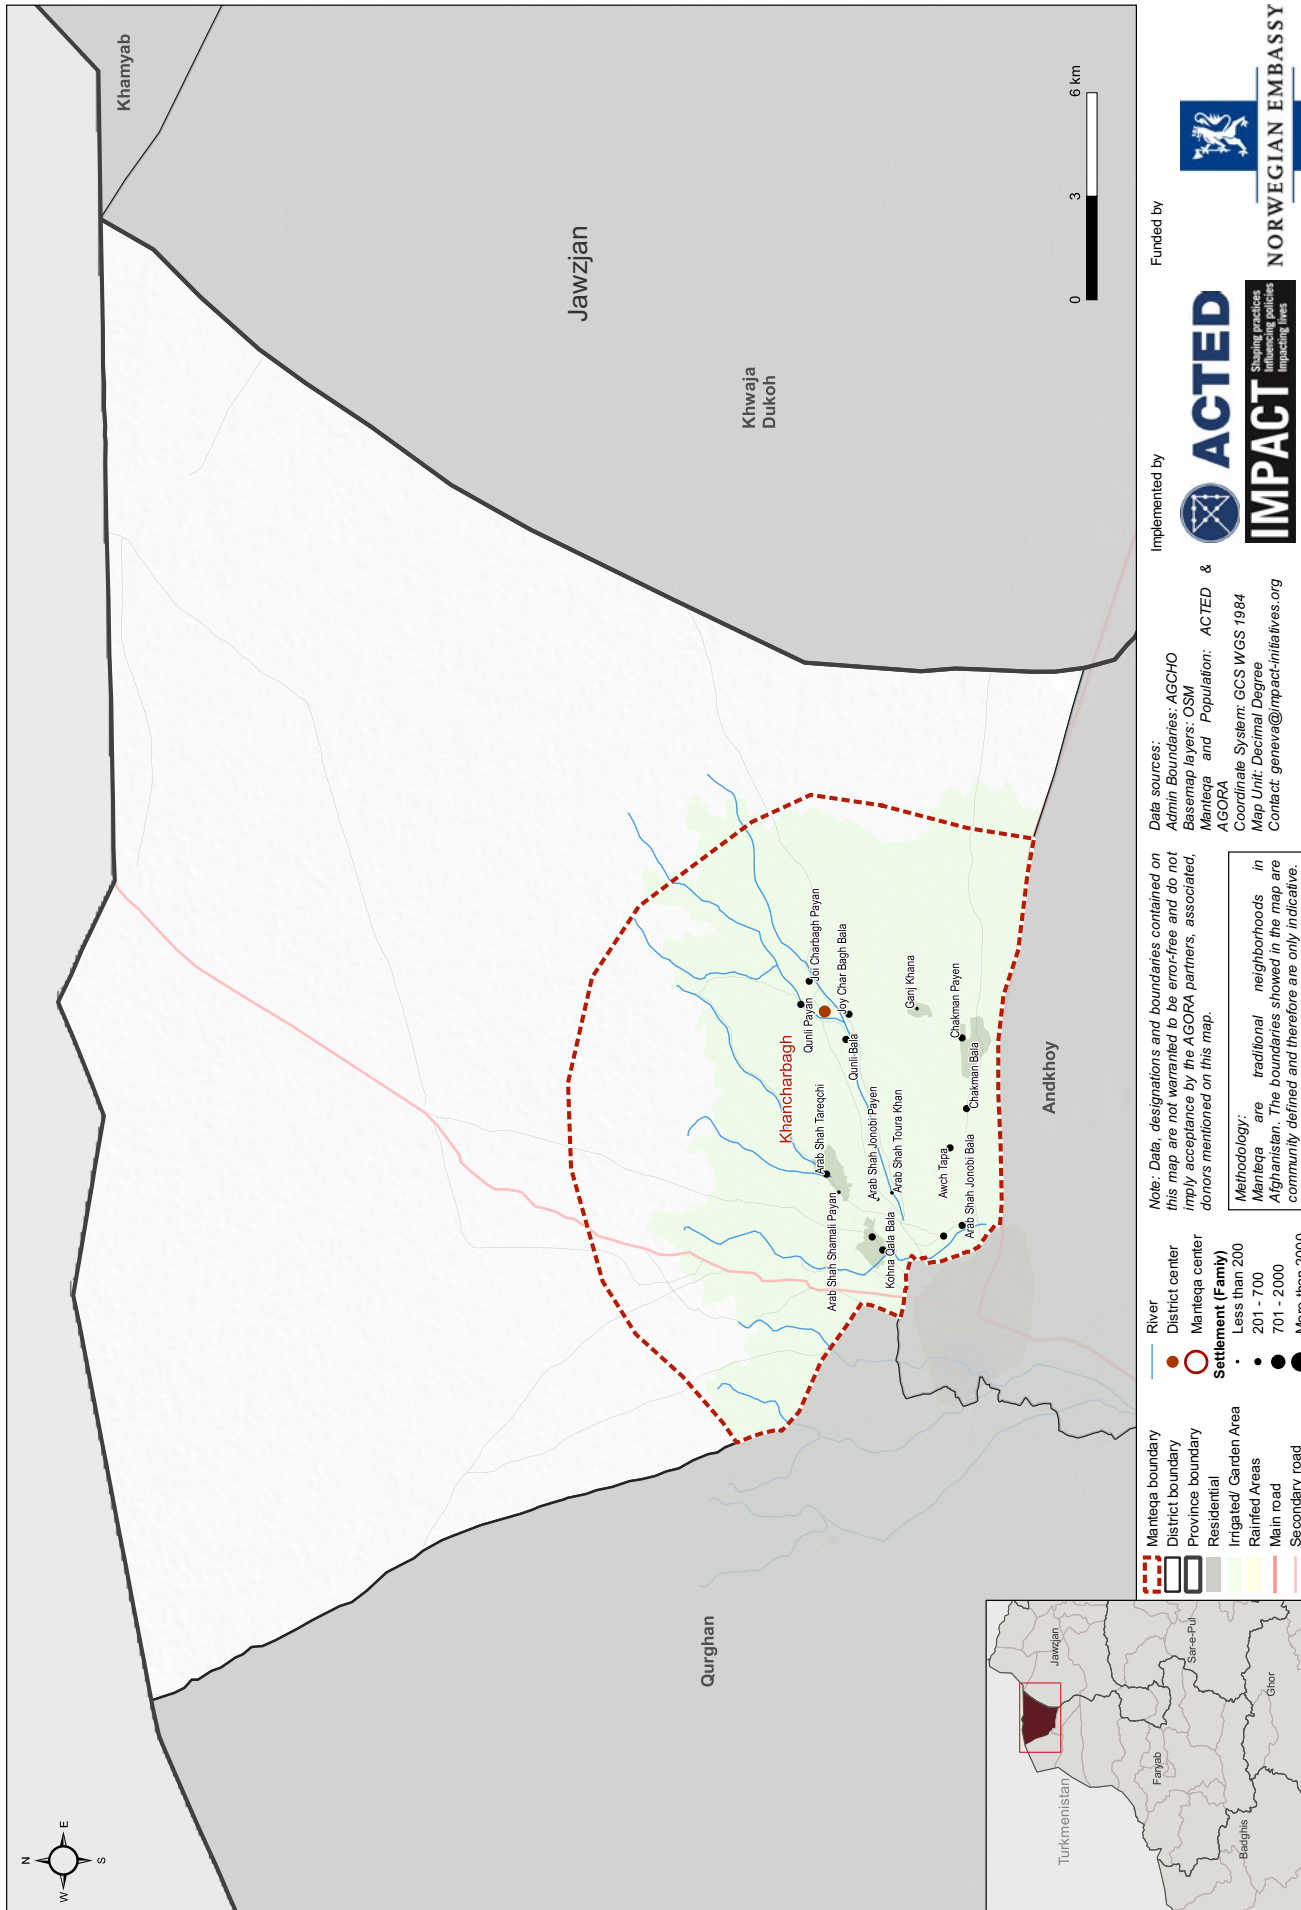 N
W
E
S
Khamyab
Jawzjan
Khwaja
Dukoh
Qurghan
Andkhoy
Khancharbagh
Qunli Payan
Joi Charbagh Payan
Joy Char Bagh Bala
Qunli-Bala
Ganj Khana
Chakman Payen
Chakman Bala
Awch Tapa
Arab Shah Tareqchi
Arab Shah Shamali Payan
Arab Shah Jonobi Payen
Arab Shah Toura Khan
Kohna Qala Bala
Arab Shah Jonobi Bala
0
3
6 km
Turkmenistan
Jawzjan
Sar-e-Pul
Faryab
Ghor
Badghis
Manteqa boundary
District boundary
Province boundary
Residential
Irrigated/ Garden Area
Rainfed Areas
Main road
Secondary road
River
District center
Manteqa center
Settlement (Famiy)
Less than 200
201 - 700
701 - 2000
More than 2000
Note: Data, designations and boundaries contained on
this map are not warranted to be error-free and do not
imply acceptance by the AGORA partners, associated,
donors mentioned on this map.
Methodology:
Manteqa are traditional neighborhoods in
Afghanistan. The boundaries showed in the map are
community defined and therefore are only indicative.
Data sources:
Admin Boundaries: AGCHO
Basemap layers: OSM
Manteqa and Population: ACTED &
AGORA
Coordinate System: GCS WGS 1984
Map Unit: Decimal Degree
Contact: geneva@impact-initiatives.org
Implemented by
ACTED
IMPACT
Shaping practices
Influencing policies
Impacting lives
Funded by
NORWEGIAN EMBASSY